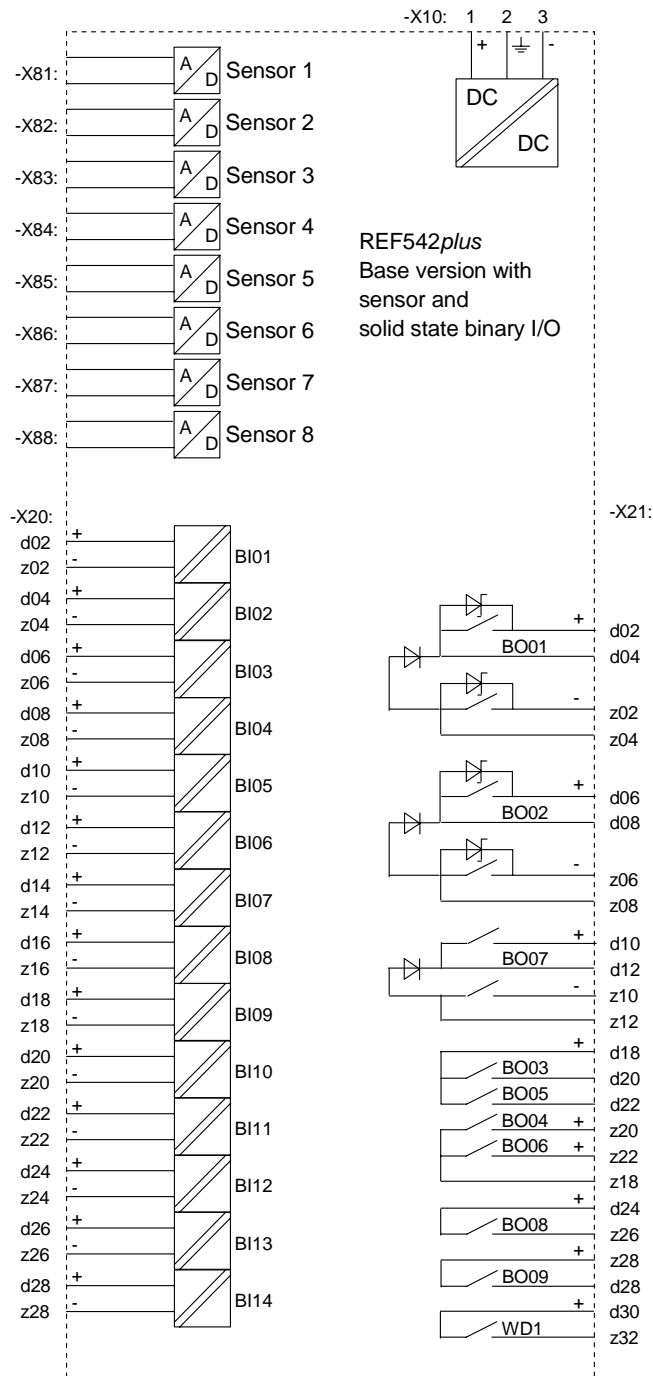 -X10: 1 2 3
+ -
DC
DC
-X81: A D Sensor 1
-X82: A D Sensor 2
-X83: A D Sensor 3
-X84: A D Sensor 4
-X85: A D Sensor 5
-X86: A D Sensor 6
-X87: A D Sensor 7
-X88: A D Sensor 8
REF542plus
Base version with
sensor and
solid state binary I/O
-X20:
d02 +
BI01
z02 -
d04 +
BI02
z04 -
d06 +
BI03
z06 -
d08 +
BI04
z08 -
d10 +
BI05
z10 -
d12 +
BI06
z12 -
d14 +
BI07
z14 -
d16 +
BI08
z16 -
d18 +
BI09
z18 -
d20 +
BI10
z20 -
d22 +
BI11
z22 -
d24 +
BI12
z24 -
d26 +
BI13
z26 -
d28 +
BI14
z28 -
-X21:
+ d02
BO01 d04
- z02
z04
+ d06
BO02 d08
- z06
z08
+ d10
BO07 d12
- z10
z12
+ d18
BO03 d20
BO05 d22
BO04 + z20
BO06 + z22
z18
+ d24
BO08 z26
+ z28
BO09 d28
+ d30
WD1 z32